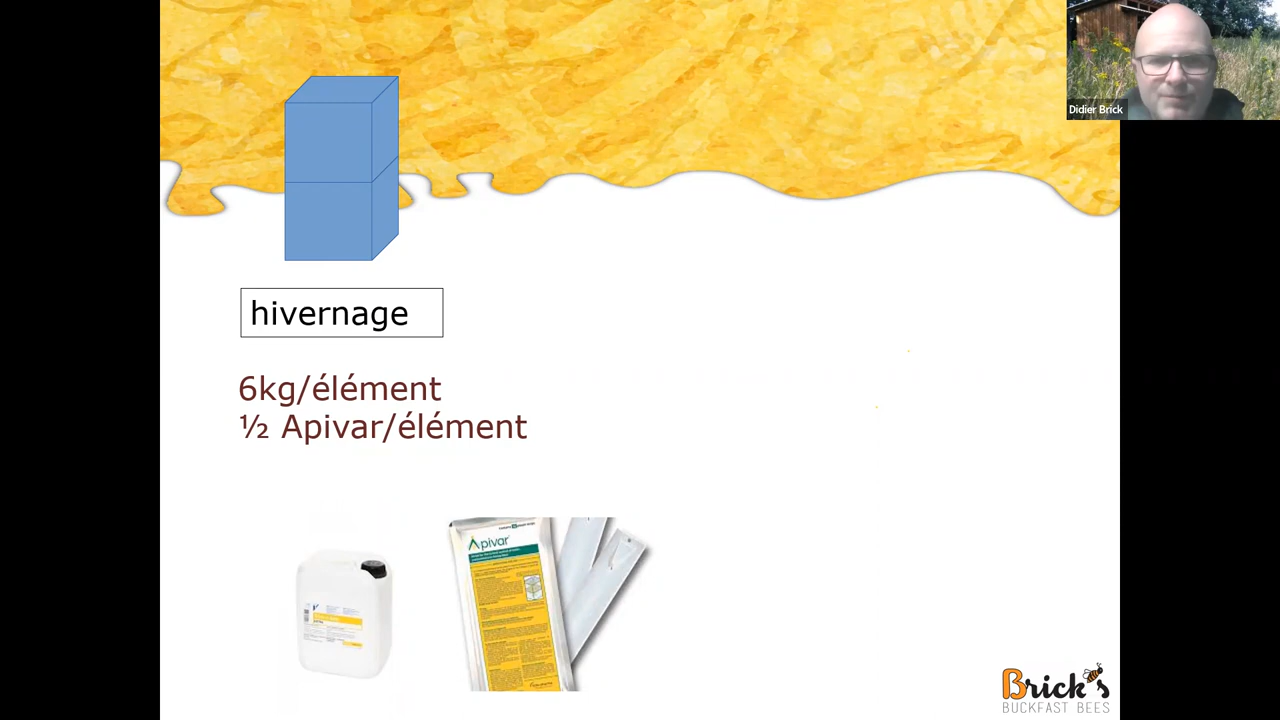 Didier Brick
hivernage
6kg/élément
½ Apivar/élément
Apivar
Brick's
BUCKFAST BEES